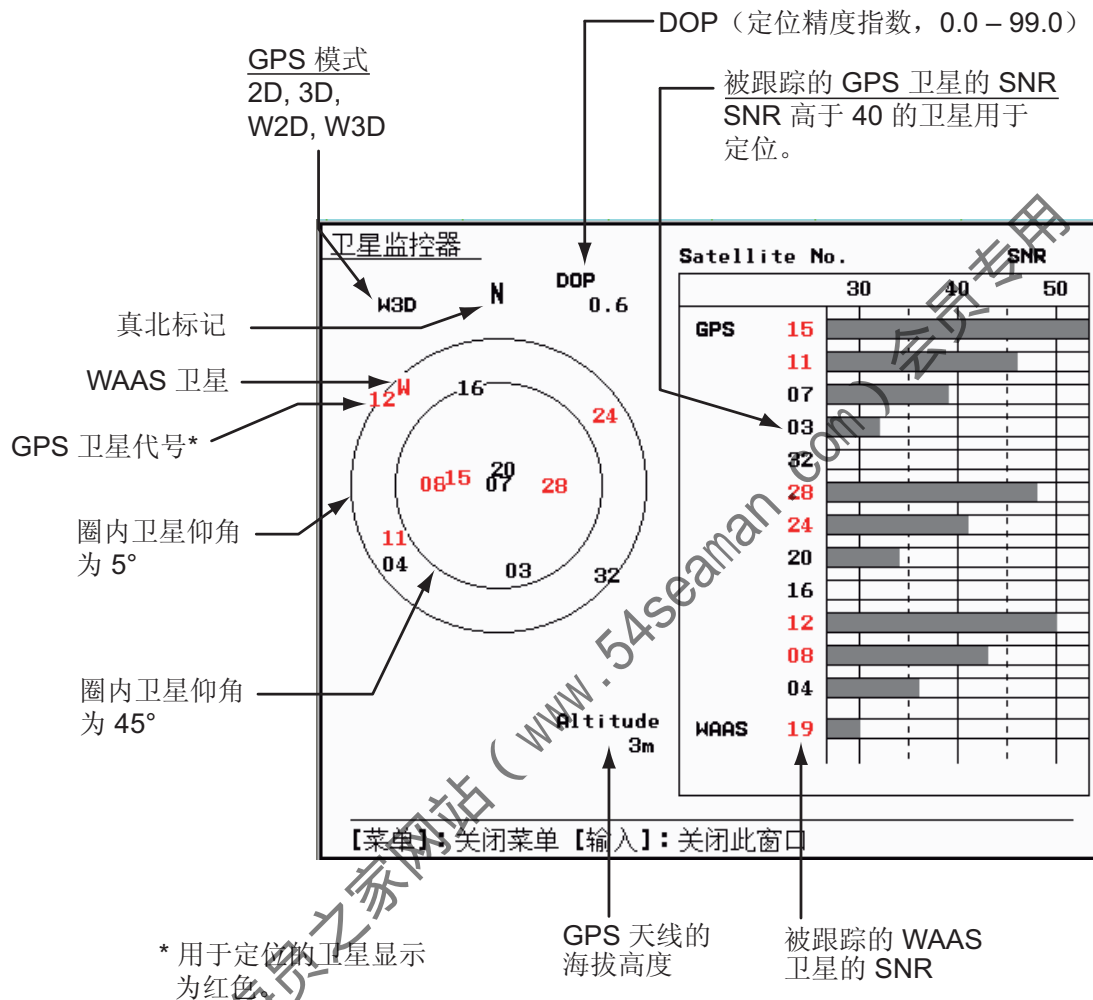 DOP（定位精度指数，0.0 – 99.0）
GPS 模式
2D, 3D,
W2D, W3D
被跟踪的 GPS 卫星的 SNR
SNR 高于 40 的卫星用于
定位。
卫星监控器
W3D
N
DOP
0.6
Satellite No.
SNR
30 40 50
GPS 15
11
07
03
32
28
24
20
16
12
08
04
WAAS 19
真北标记
WAAS 卫星
GPS 卫星代号*
圈内卫星仰角
为 5°
圈内卫星仰角
为 45°
W
12
16
24
20
08 15 07 28
11
04
03
32
Altitude
3m
[菜单]：关闭菜单 [输入]：关闭此窗口
* 用于定位的卫星显示
为红色。
GPS 天线的
海拔高度
被跟踪的 WAAS
卫星的 SNR
海员之家网站（www.54seaman.com）会员专用